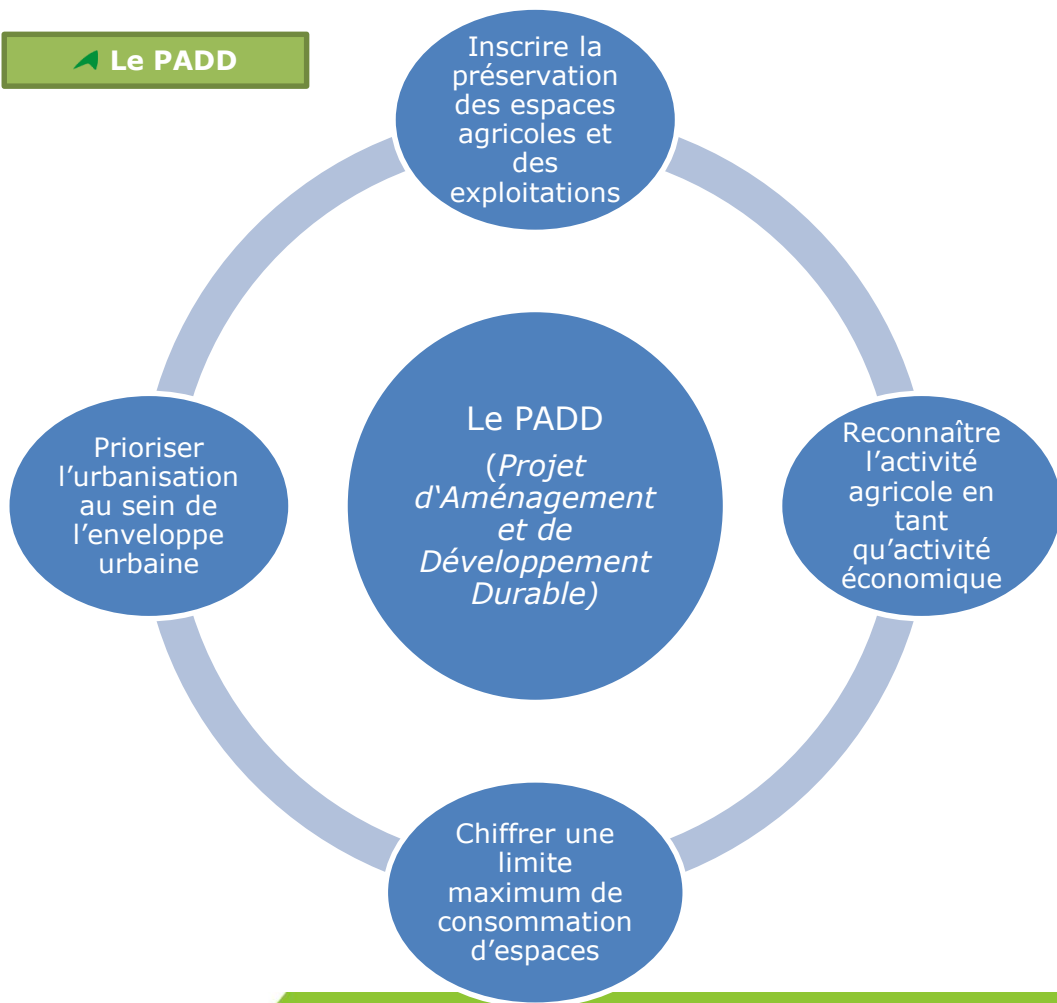 Le PADD
Inscrire la
préservation
des espaces
agricoles et
des
exploitations
Le PADD
(Projet
d‘Aménagement
et de
Développement
Durable)
Reconnaître
l’activité
agricole en
tant
qu’activité
économique
Chiffrer une
limite
maximum de
consommation
d’espaces
Prioriser
l’urbanisation
au sein de
l’enveloppe
urbaine